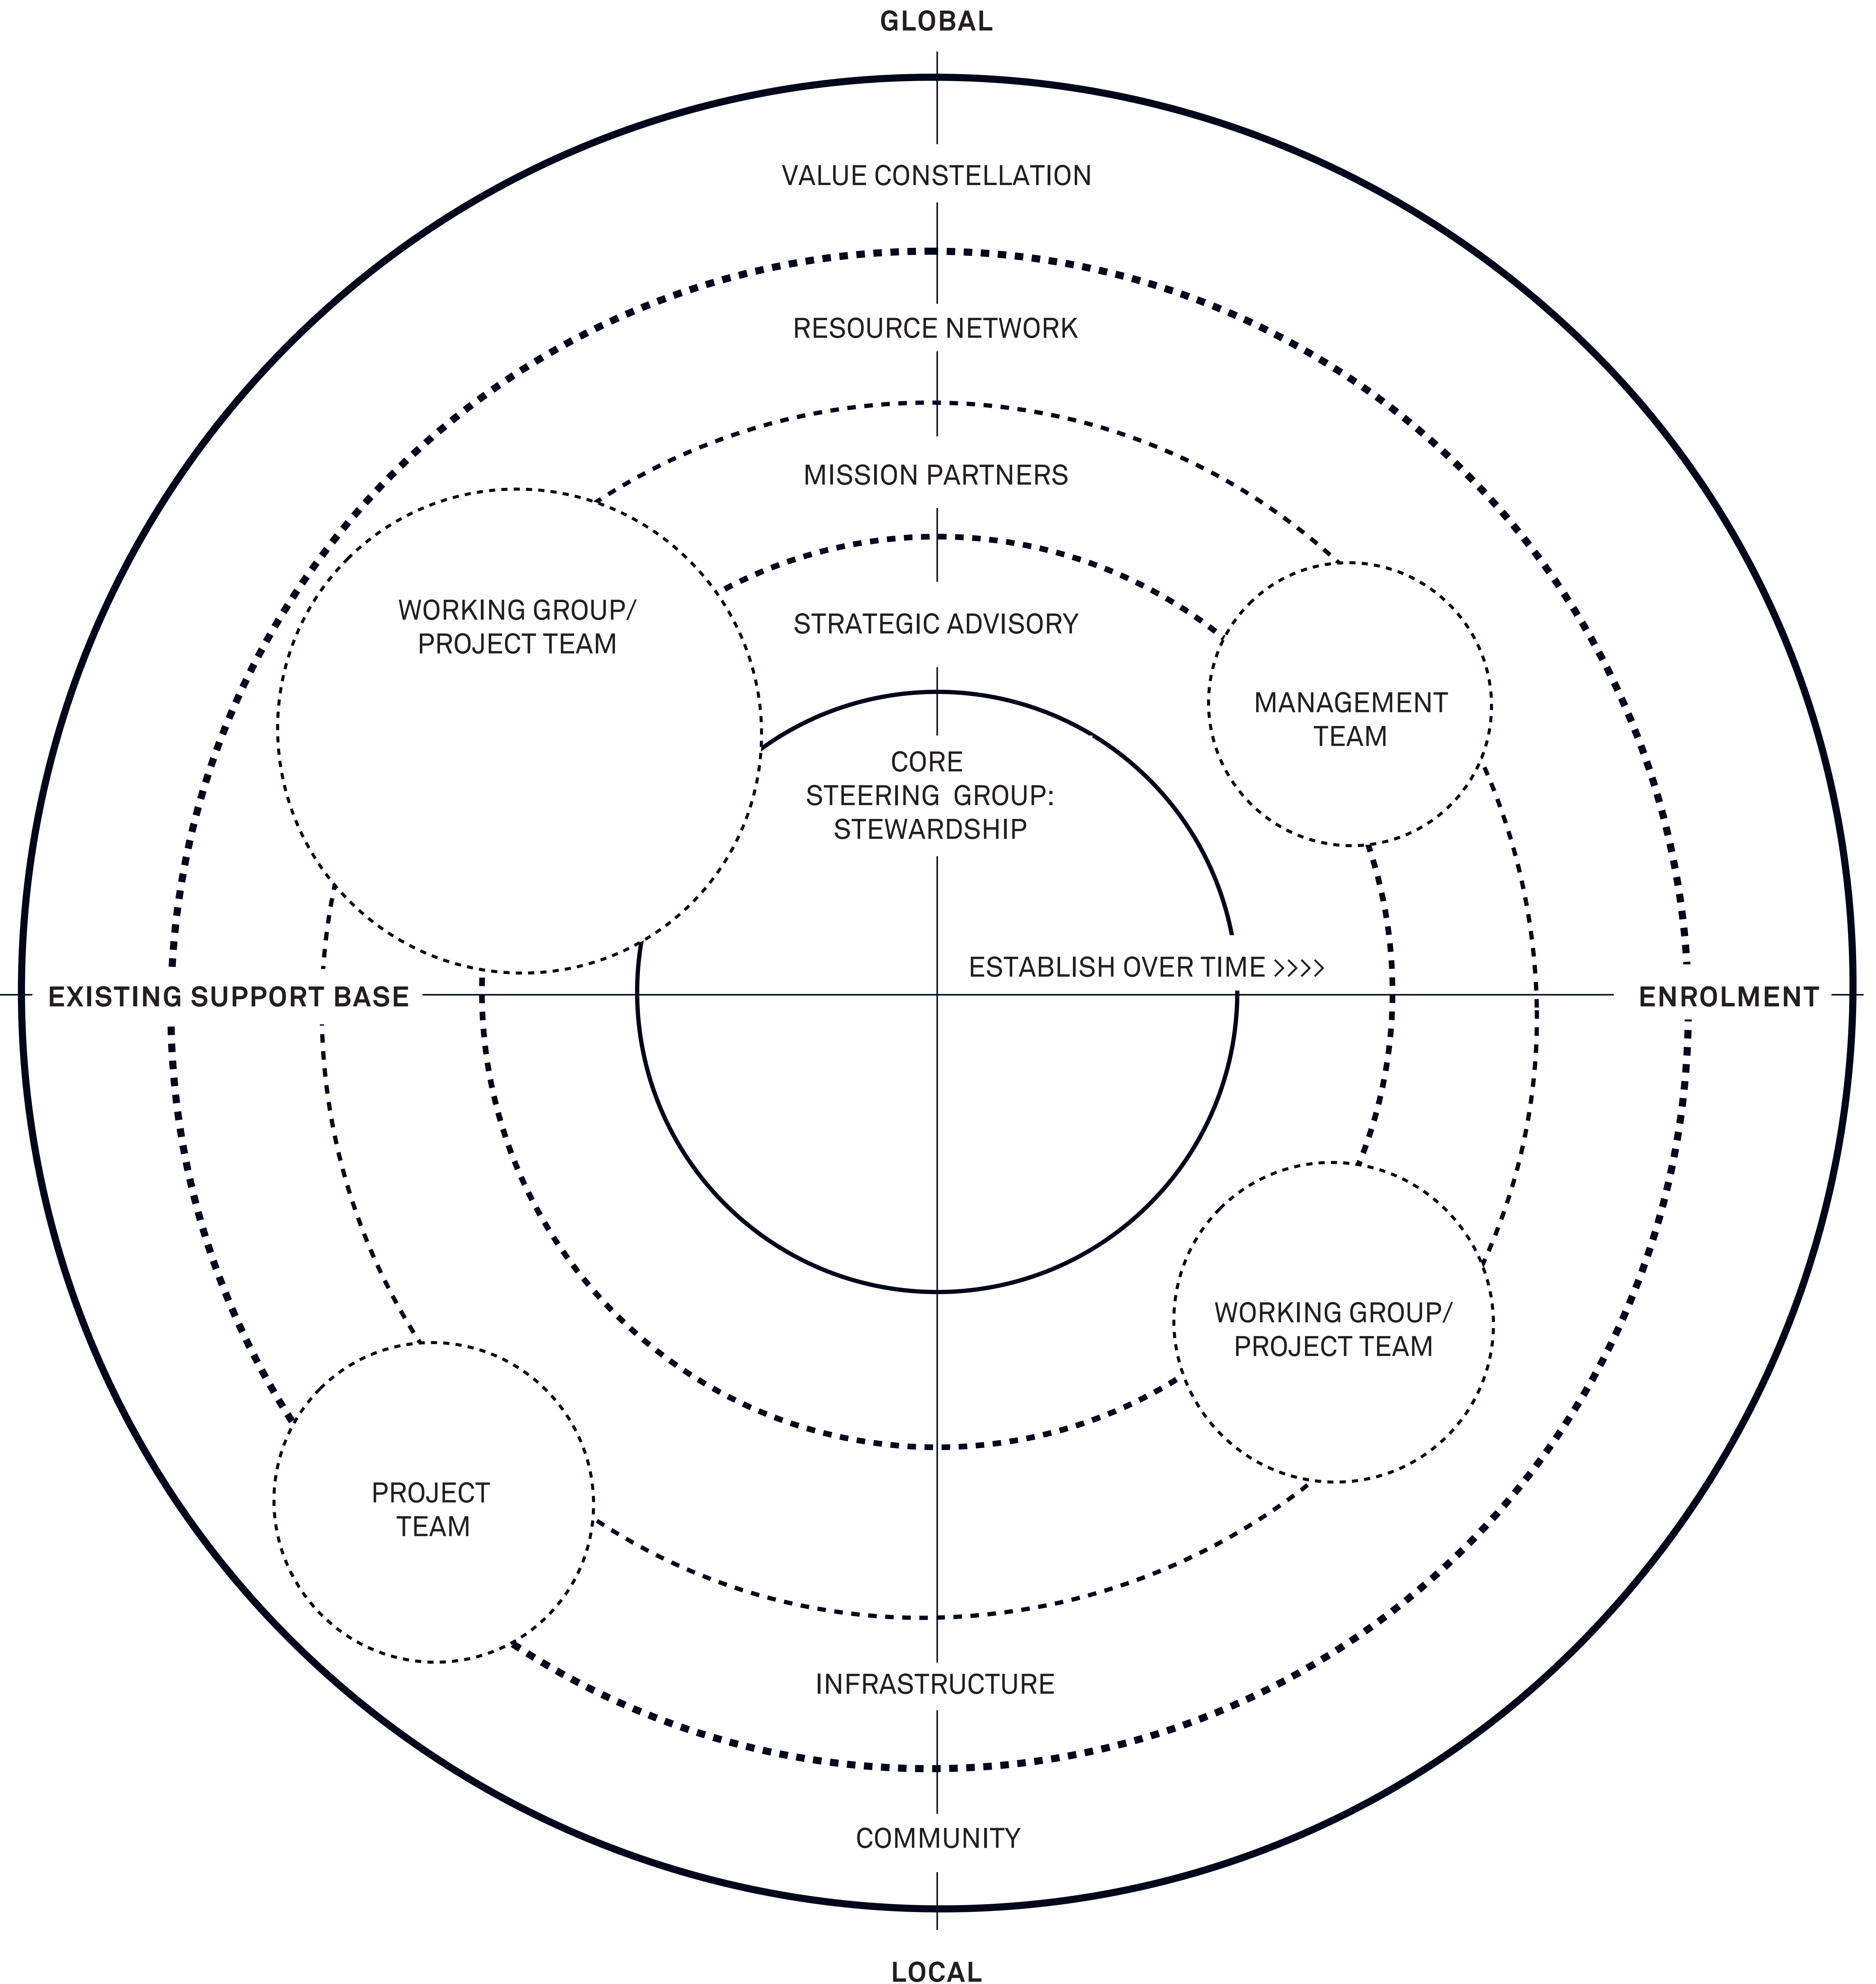 GLOBAL
VALUE CONSTELLATION
RESOURCE NETWORK
MISSION PARTNERS
WORKING GROUP/
PROJECT TEAM
STRATEGIC ADVISORY
MANAGEMENT
TEAM
CORE
STEERING GROUP:
STEWARDSHIP
ESTABLISH OVER TIME >>>>
EXISTING SUPPORT BASE
ENROLMENT
WORKING GROUP/
PROJECT TEAM
PROJECT
TEAM
INFRASTRUCTURE
COMMUNITY
LOCAL